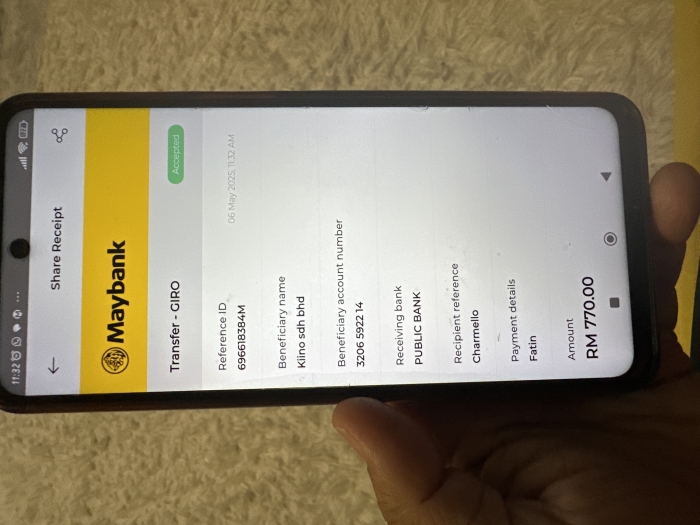 11:32
Share Receipt
Maybank
Transfer - GIRO
Accepted
Reference ID
06 May 2025, 11:32 AM
696618384M
Beneficiary name
Kiino sdh bhd
Beneficiary account number
3206 5922 14
Receiving bank
PUBLIC BANK
Recipient reference
Charmello
Payment details
Fatin
Amount
RM 770.00